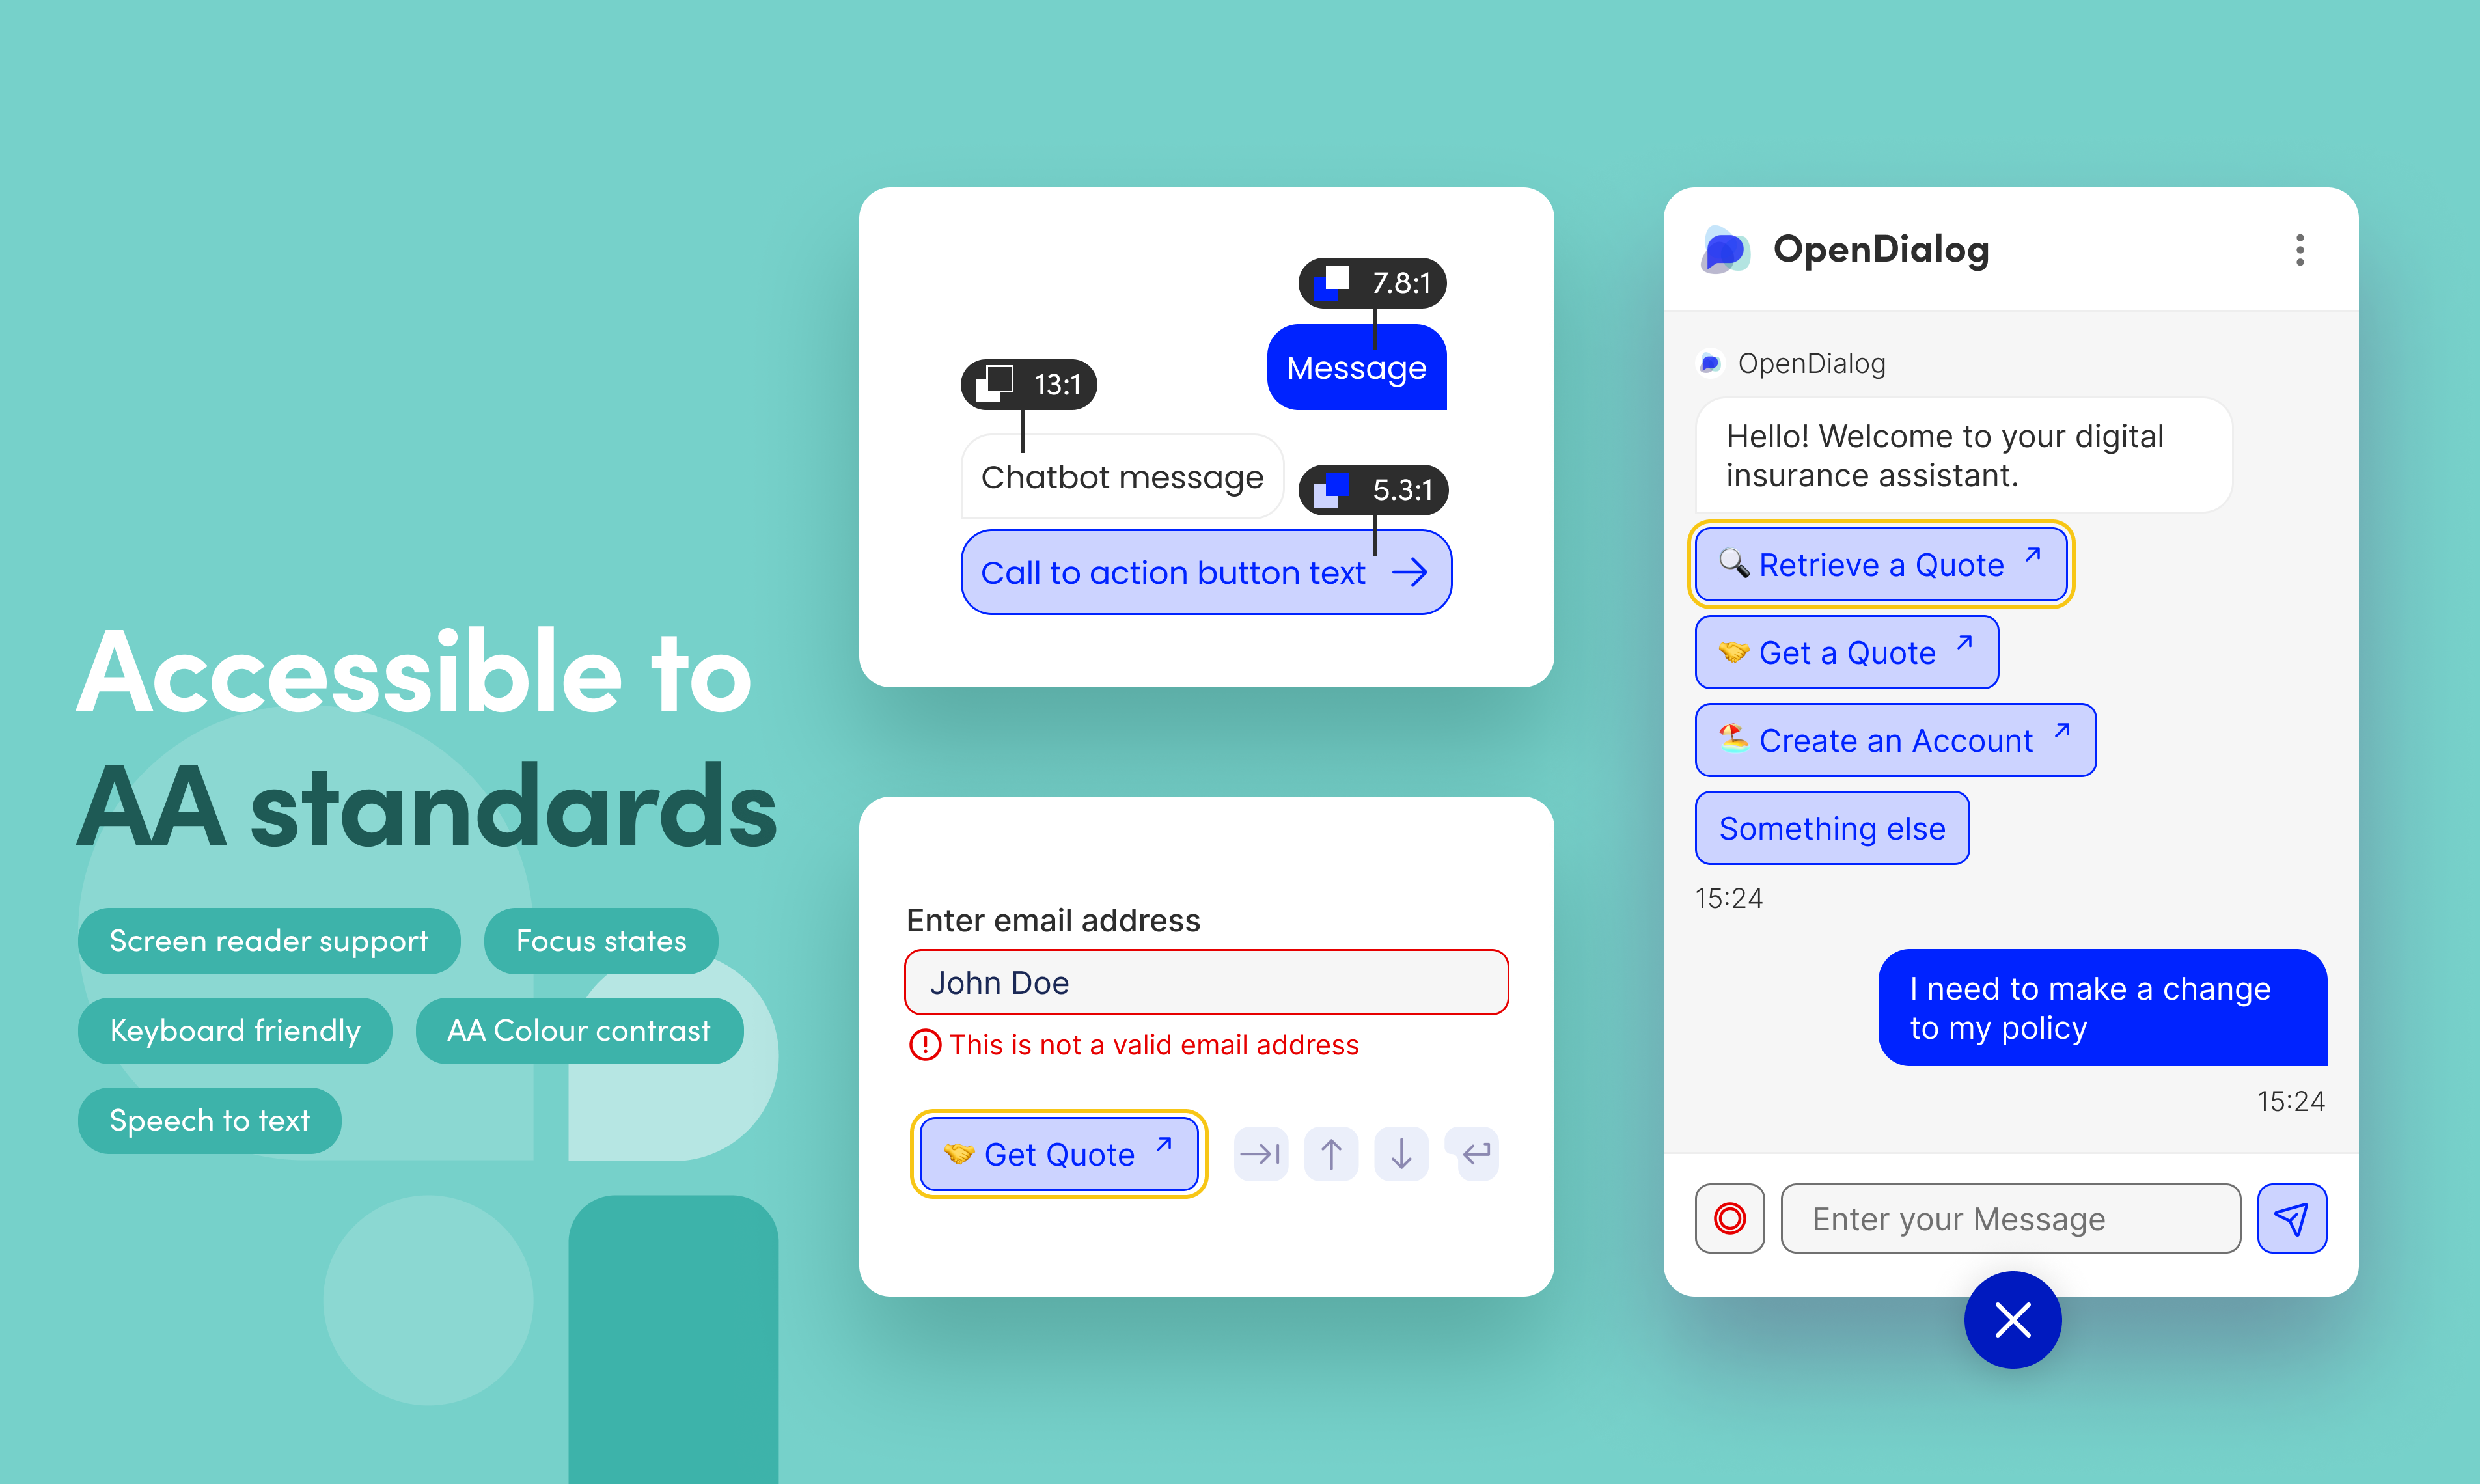 Accessible to
AA standards
Screen reader support
Focus states
Keyboard friendly
AA Colour contrast
Speech to text
7.8:1
Message
13:1
Chatbot message
5.3:1
Call to action button text
Enter email address
John Doe
This is not a valid email address
Get Quote
OpenDialog
OpenDialog
Hello! Welcome to your digital
insurance assistant.
Retrieve a Quote
Get a Quote
Create an Account
Something else
15:24
I need to make a change
to my policy
15:24
Enter your Message